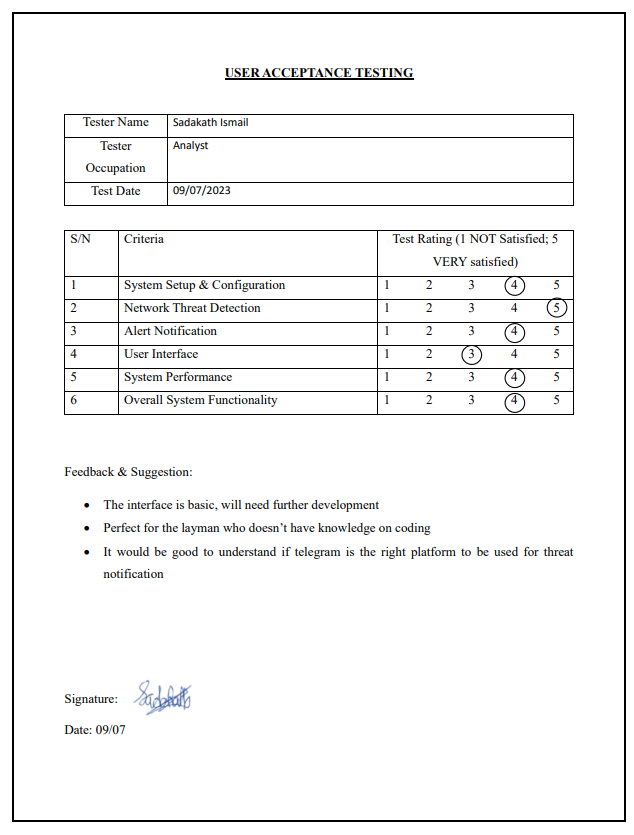 USER ACCEPTANCE TESTING
Tester Name Sadakath Ismail
Tester Analyst
Occupation
Test Date 09/07/2023
S/N Criteria Test Rating (1 NOT Satisfied; 5
VERY satisfied)
1 System Setup & Configuration 1 2 3 4 5
2 Network Threat Detection 1 2 3 4 5
3 Alert Notification 1 2 3 4 5
4 User Interface 1 2 3 4 5
5 System Performance 1 2 3 4 5
6 Overall System Functionality 1 2 3 4 5
Feedback & Suggestion:
• The interface is basic, will need further development
• Perfect for the layman who doesn’t have knowledge on coding
• It would be good to understand if telegram is the right platform to be used for threat
notification
Signature: Sadakath
Date: 09/07